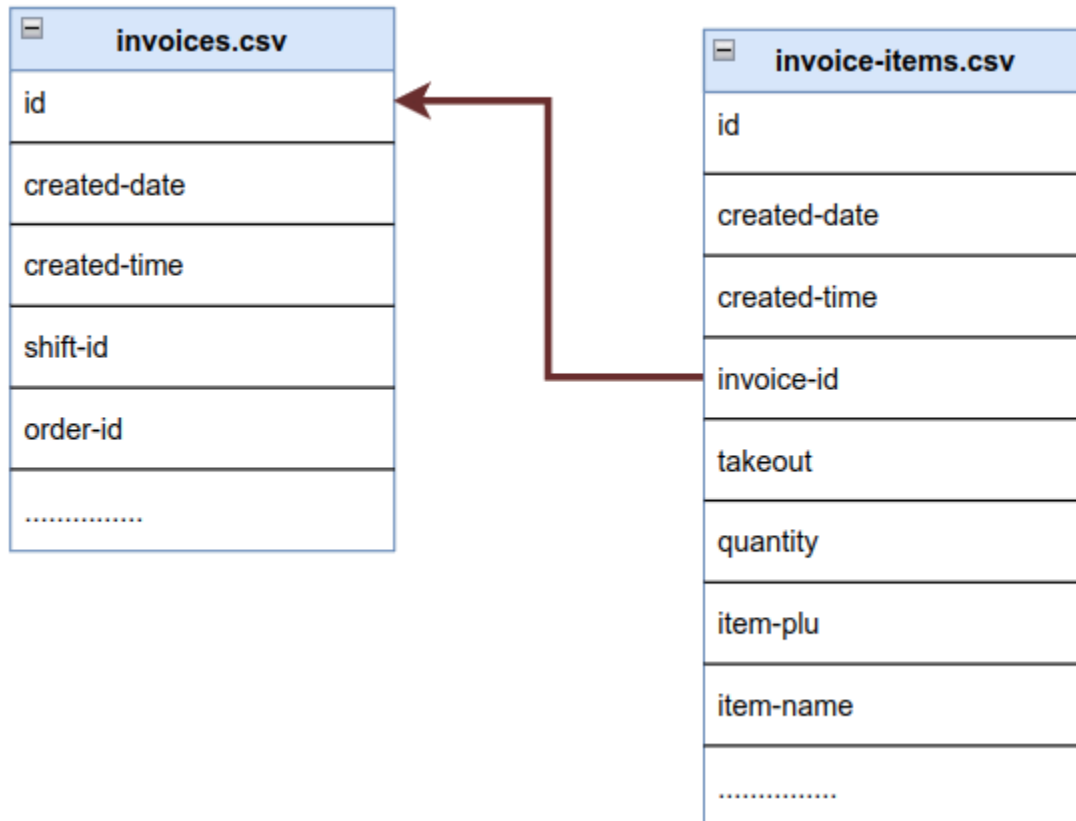 invoices.csv
id
created-date
created-time
shift-id
order-id
...............
invoice-items.csv
id
created-date
created-time
invoice-id
takeout
quantity
item-plu
item-name
...............